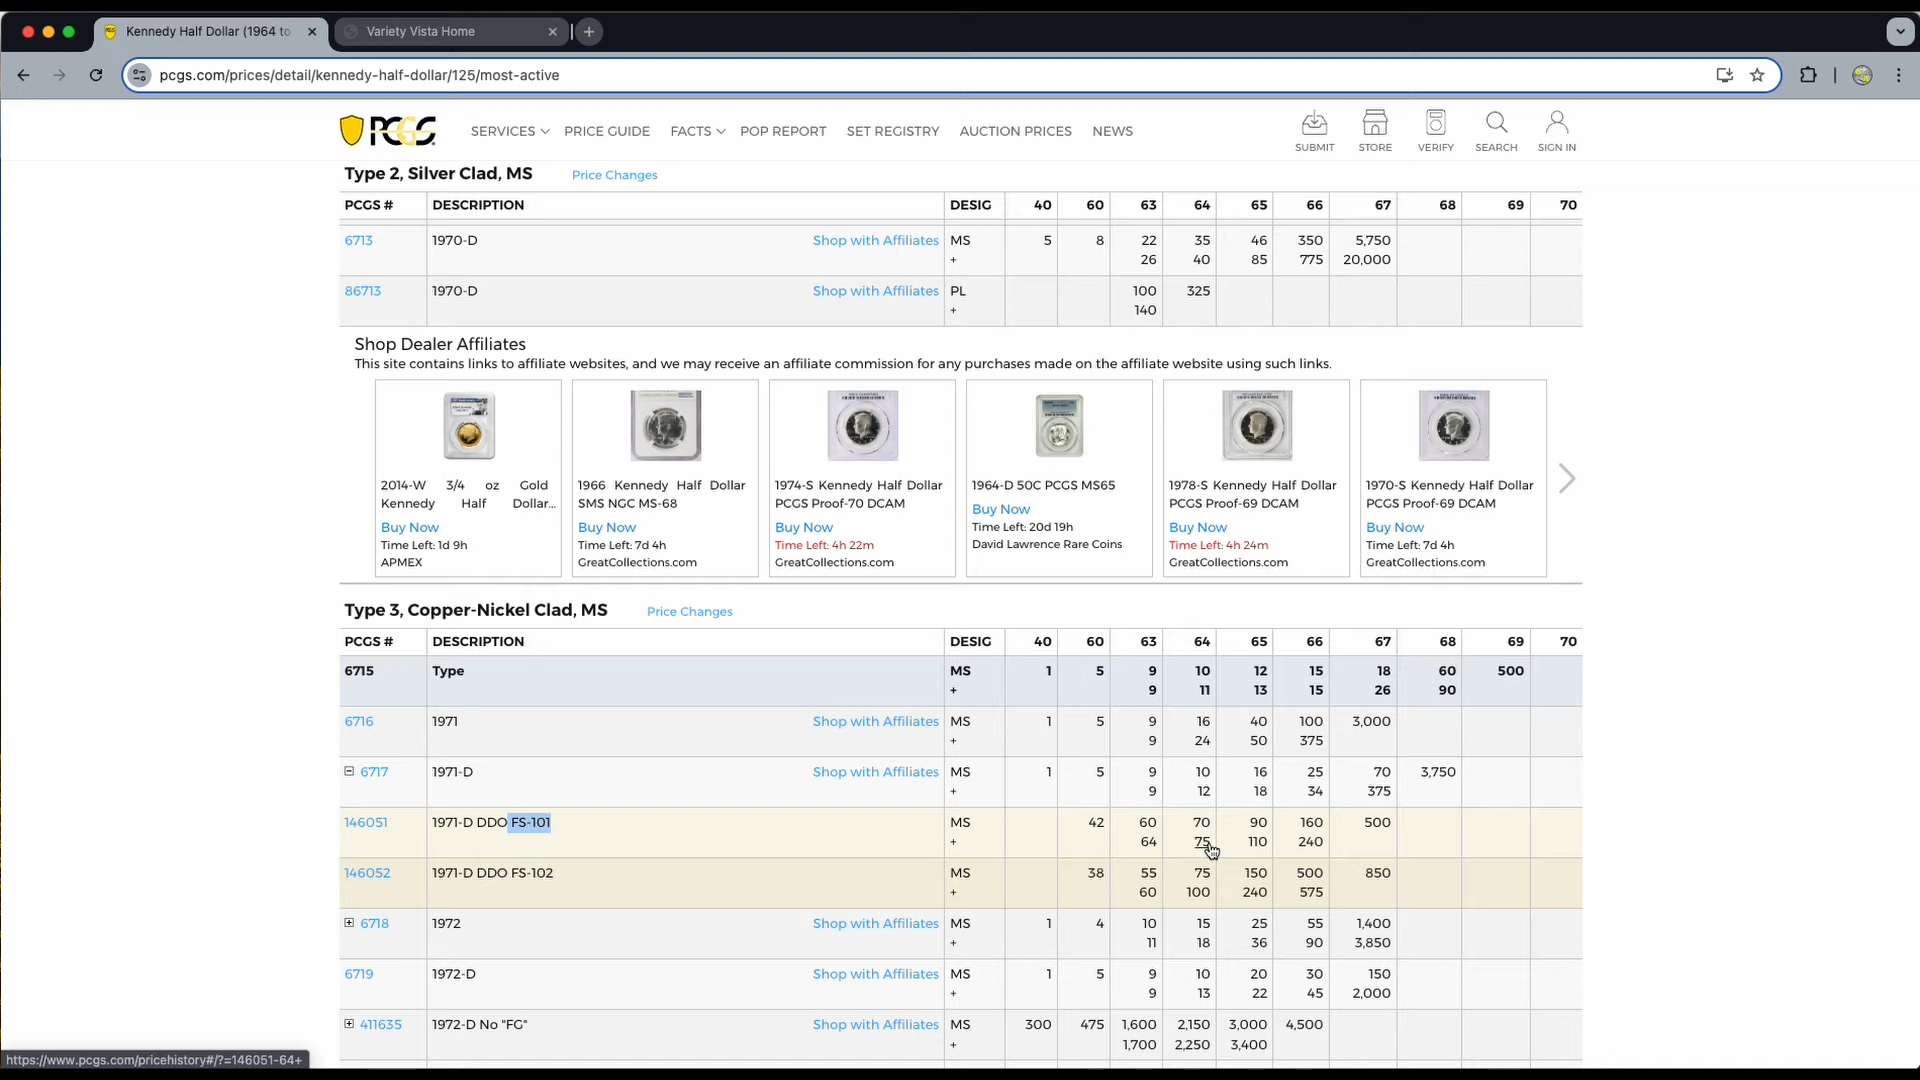 Kennedy Half Dollar (1964 to
Variety Vista Home
pcgs.com/prices/detail/kennedy-half-dollar/125/most-active
PCGS
SERVICES PRICE GUIDE FACTS POP REPORT SET REGISTRY AUCTION PRICES NEWS
SUBMIT STORE VERIFY SEARCH SIGN IN
Type 2, Silver Clad, MS Price Changes
PCGS # DESCRIPTION DESIG 40 60 63 64 65 66 67 68 69 70
6713 1970-D Shop with Affiliates MS 5 8 22 35 46 350 5,750
+ 26 40 85 775 20,000
86713 1970-D Shop with Affiliates PL 100 325
+ 140
Shop Dealer Affiliates
This site contains links to affiliate websites, and we may receive an affiliate commission for any purchases made on the affiliate website using such links.
2014-W 3/4 oz Gold
Kennedy Half Dollar...
Buy Now
Time Left: 1d 9h
APMEX
1966 Kennedy Half Dollar
SMS NGC MS-68
Buy Now
Time Left: 7d 4h
GreatCollections.com
1974-S Kennedy Half Dollar
PCGS Proof-70 DCAM
Buy Now
Time Left: 4h 22m
GreatCollections.com
1964-D 50C PCGS MS65
Buy Now
Time Left: 20d 19h
David Lawrence Rare Coins
1978-S Kennedy Half Dollar
PCGS Proof-69 DCAM
Buy Now
Time Left: 4h 24m
GreatCollections.com
1970-S Kennedy Half Dollar
PCGS Proof-69 DCAM
Buy Now
Time Left: 7d 4h
GreatCollections.com
Type 3, Copper-Nickel Clad, MS Price Changes
PCGS # DESCRIPTION DESIG 40 60 63 64 65 66 67 68 69 70
6715 Type MS 1 5 9 10 12 15 18 60 500
+ 9 11 13 15 26 90
6716 1971 Shop with Affiliates MS 1 5 9 16 40 100 3,000
+ 9 24 50 375
6717 1971-D Shop with Affiliates MS 1 5 9 10 16 25 70 3,750
+ 9 12 18 34 375
146051 1971-D DDO FS-101 MS 42 60 70 90 160 500
+ 64 75 110 240
146052 1971-D DDO FS-102 MS 38 55 75 150 500 850
+ 60 100 240 575
6718 1972 Shop with Affiliates MS 1 4 10 15 25 55 1,400
+ 11 18 36 90 3,850
6719 1972-D Shop with Affiliates MS 1 5 9 10 20 30 150
+ 9 13 22 45 2,000
411635 1972-D No "FG" Shop with Affiliates MS 300 475 1,600 2,150 3,000 4,500
+ 1,700 2,250 3,400
https://www.pcgs.com/pricehistory#/?=146051-64+